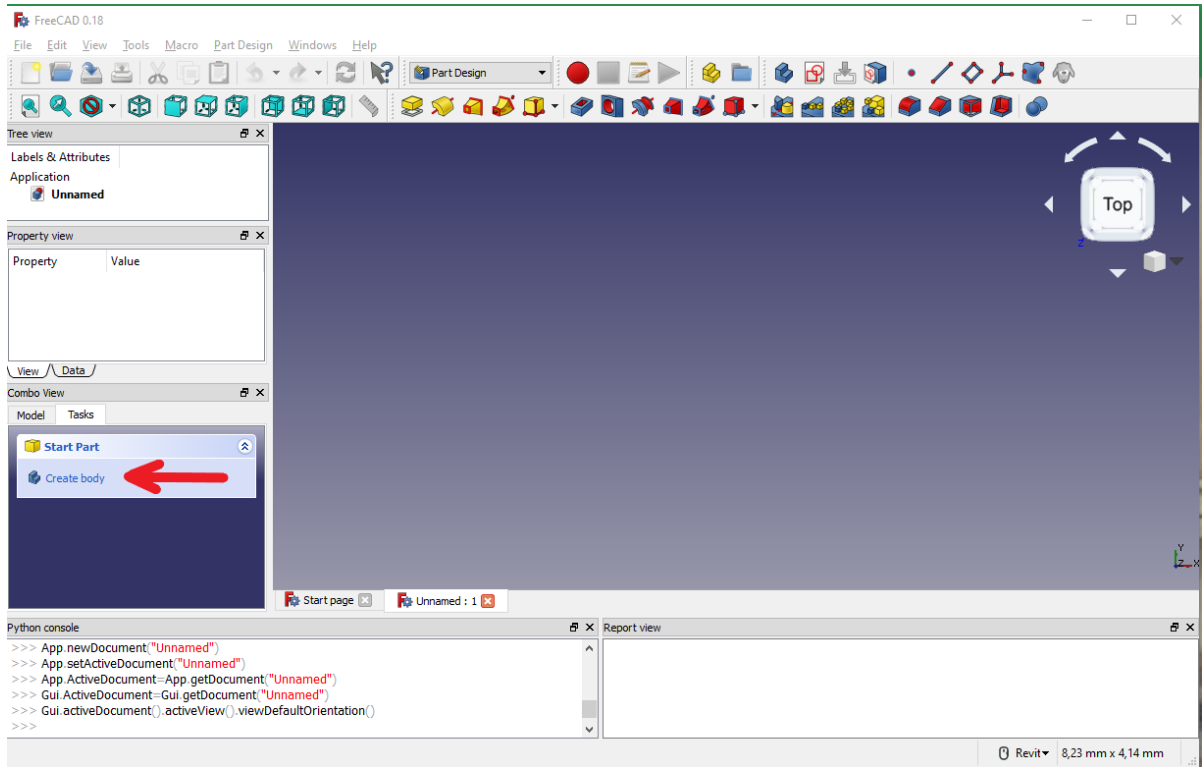 FreeCAD 0.18
File Edit View Tools Macro Part Design Windows Help
Part Design
Tree view
Labels & Attributes
Application
Unnamed
Property view
Property Value
View Data
Combo View
Model Tasks
Start Part
Create body
Top
Z
Y
Z X
Start page Unnamed : 1
Python console
>>> App.newDocument("Unnamed")
>>> App.setActiveDocument("Unnamed")
>>> App.ActiveDocument=App.getDocument("Unnamed")
>>> Gui.ActiveDocument=Gui.getDocument("Unnamed")
>>> Gui.activeDocument().activeView().viewDefaultOrientation()
>>>
Report view
Revit 8,23 mm x 4,14 mm